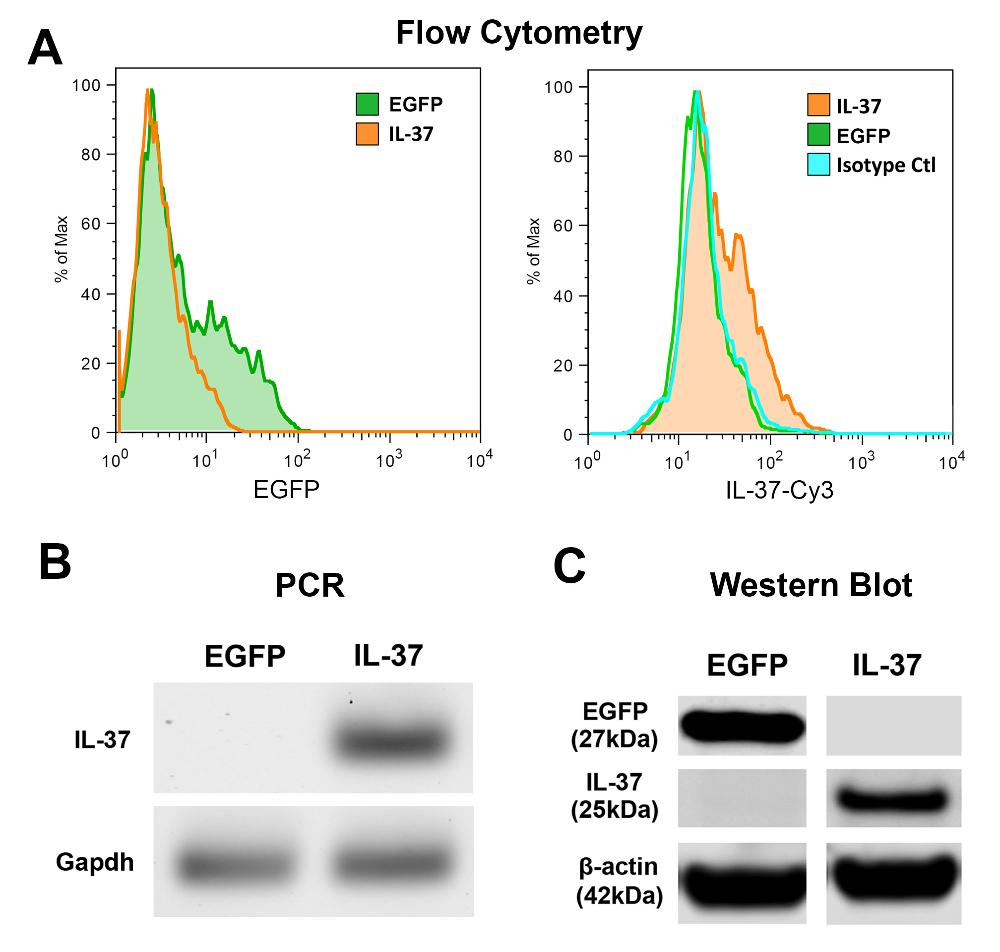 A
Flow Cytometry
100
80
60
40
20
0
% of Max
EGFP
IL-37
10^0 10^1 10^2 10^3 10^4
EGFP
100
80
60
40
20
0
% of Max
IL-37
EGFP
Isotype Ctl
10^0 10^1 10^2 10^3 10^4
IL-37-Cy3
B
PCR
EGFP IL-37
IL-37
Gapdh
C
Western Blot
EGFP IL-37
EGFP
(27kDa)
IL-37
(25kDa)
β-actin
(42kDa)